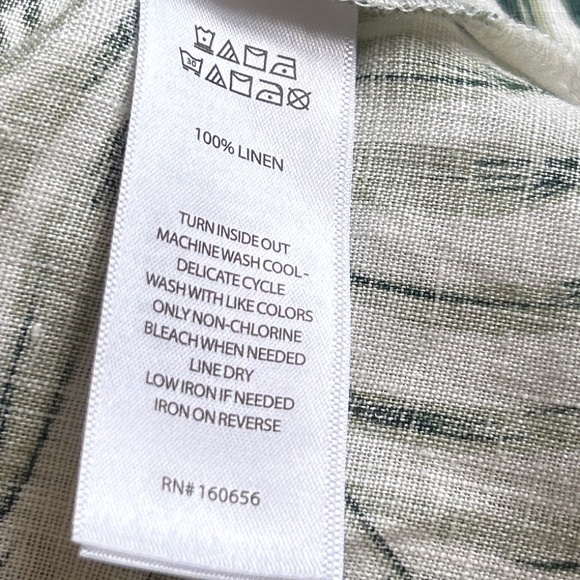 30
100% LINEN
TURN INSIDE OUT
MACHINE WASH COOL-
DELICATE CYCLE
WASH WITH LIKE COLORS
ONLY NON-CHLORINE
BLEACH WHEN NEEDED
LINE DRY
LOW IRON IF NEEDED
IRON ON REVERSE
RN# 160656